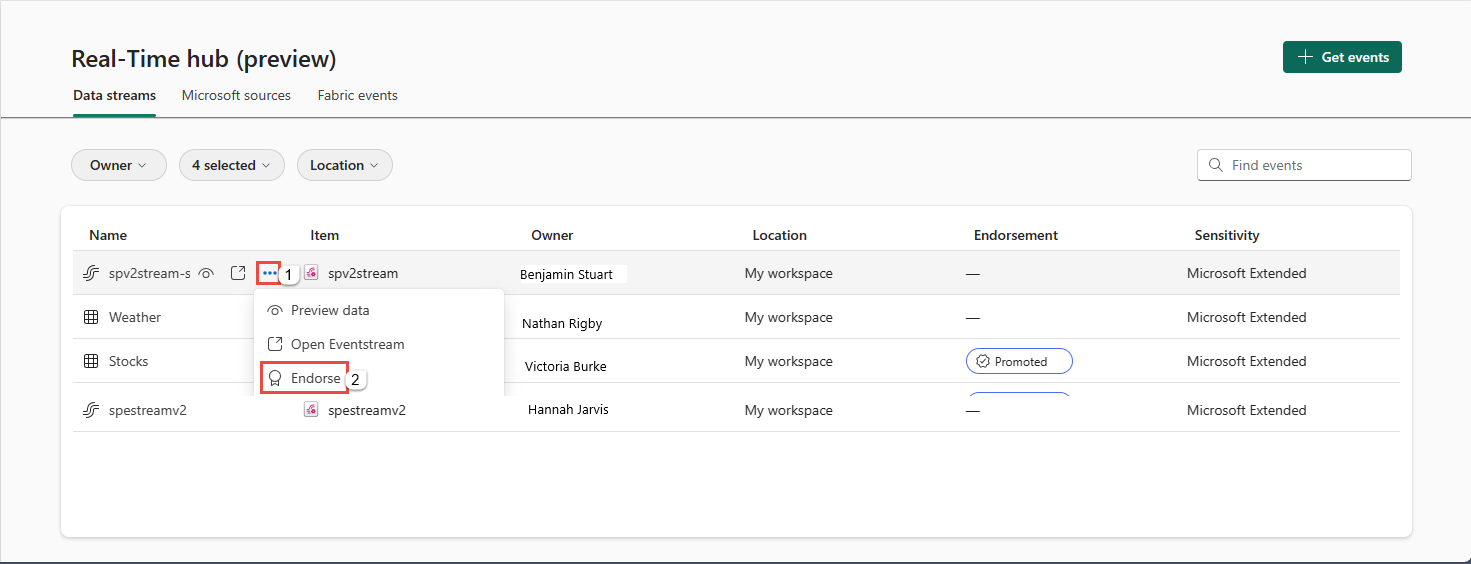 Real-Time hub (preview)
Get events
Data streams Microsoft sources Fabric events
Owner 4 selected Location
Find events
Name Item Owner Location Endorsement Sensitivity
spv2stream-s 1 spv2stream Benjamin Stuart My workspace — Microsoft Extended
Preview data
Weather Nathan Rigby My workspace — Microsoft Extended
Open Eventstream
Stocks Victoria Burke My workspace Promoted Microsoft Extended
Endorse 2
spestreamv2 spestreamv2 Hannah Jarvis My workspace — Microsoft Extended